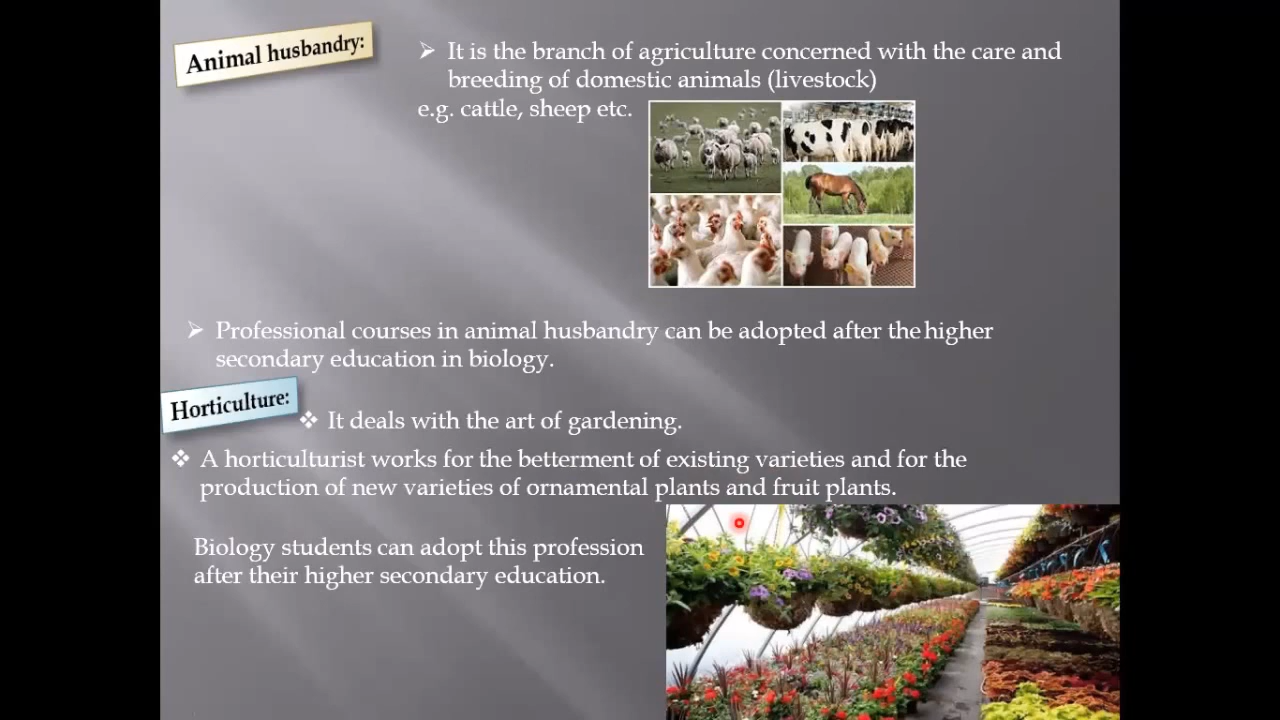 Animal husbandry:
➢ It is the branch of agriculture concerned with the care and
breeding of domestic animals (livestock)
e.g. cattle, sheep etc.
➢ Professional courses in animal husbandry can be adopted after the higher
secondary education in biology.
Horticulture:
❖ It deals with the art of gardening.
❖ A horticulturist works for the betterment of existing varieties and for the
production of new varieties of ornamental plants and fruit plants.
Biology students can adopt this profession
after their higher secondary education.